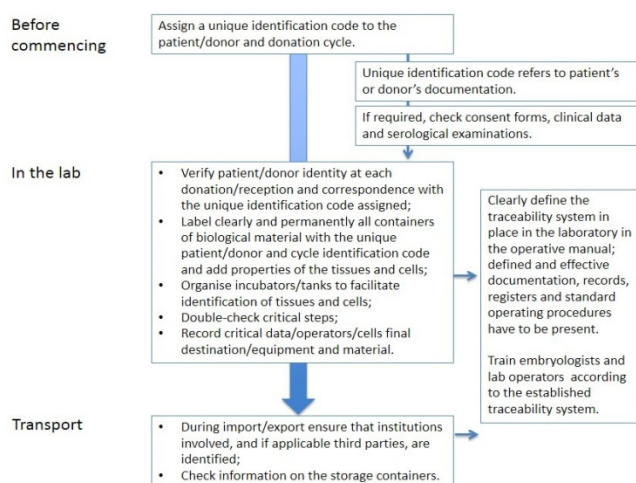 Before
commencing
Assign a unique identification code to the
patient/donor and donation cycle.
Unique identification code refers to patient's
or donor's documentation.
If required, check consent forms, clinical data
and serological examinations.
In the lab
• Verify patient/donor identity at each
donation/reception and correspondence with
the unique identification code assigned;
• Label clearly and permanently all containers
of biological material with the unique
patient/donor and cycle identification code
and add properties of the tissues and cells;
• Organise incubators/tanks to facilitate
identification of tissues and cells;
• Double-check critical steps;
• Record critical data/operators/cells final
destination/equipment and material.
Clearly define the
traceability system in
place in the laboratory in
the operative manual;
defined and effective
documentation, records,
registers and standard
operating procedures
have to be present.
Train embryologists and
lab operators according
to the established
traceability system.
Transport
• During import/export ensure that institutions
involved, and if applicable third parties, are
identified;
• Check information on the storage containers.